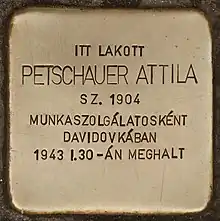 ITT LAKOTT
PETSCHAUER ATTILA
SZ. 1904
MUNKASZOLGÁLATOSKÉNT
DAVIDOVKÁBAN
1943 I.30-ÁN MEGHALT